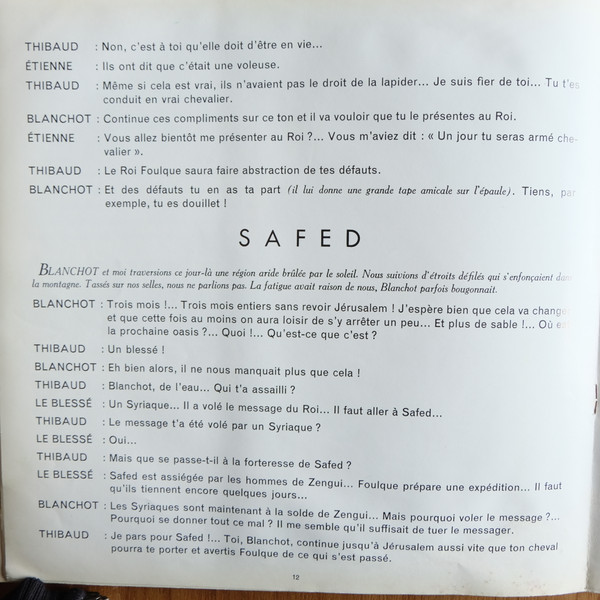 THIBAUD : Non, c'est à toi qu'elle doit d'être en vie...
ÉTIENNE : Ils ont dit que c'était une voleuse.
THIBAUD : Même si cela est vrai, ils n'avaient pas le droit de la lapider... Je suis fier de toi... Tu t'es
conduit en vrai chevalier.
BLANCHOT : Continue ces compliments sur ce ton et il va vouloir que tu le présentes au Roi.
ÉTIENNE : Vous allez bientôt me présenter au Roi ?... Vous m'aviez dit : « Un jour tu seras armé che-
valier ».
THIBAUD : Le Roi Foulque saura faire abstraction de tes défauts.
BLANCHOT : Et des défauts tu en as ta part (il lui donne une grande tape amicale sur l'épaule). Tiens, par
exemple, tu es douillet !
SAFED
BLANCHOT et moi traversions ce jour-là une région aride brûlée par le soleil. Nous suivions d'étroits défilés qui s'enfonçaient dans
la montagne. Tassés sur nos selles, nous ne parlions pas. La fatigue avait raison de nous, Blanchot parfois bougonnait.
BLANCHOT : Trois mois !... Trois mois entiers sans revoir Jérusalem ! J'espère bien que cela va change
et que cette fois au moins on aura loisir de s'y arrêter un peu... Et plus de sable !... Où e
la prochaine oasis ?... Quoi !... Qu'est-ce que c'est ?
THIBAUD : Un blessé !
BLANCHOT : Eh bien alors, il ne nous manquait plus que cela !
THIBAUD : Blanchot, de l'eau... Qui t'a assailli ?
LE BLESSÉ : Un Syriaque... Il a volé le message du Roi... Il faut aller à Safed...
THIBAUD : Le message t'a été volé par un Syriaque ?
LE BLESSÉ : Oui...
THIBAUD : Mais que se passe-t-il à la forteresse de Safed ?
LE BLESSÉ : Safed est assiégée par les hommes de Zengui... Foulque prépare une expédition... Il faut
qu'ils tiennent encore quelques jours...
BLANCHOT : Les Syriaques sont maintenant à la solde de Zengui... Mais pourquoi voler le message ?...
Pourquoi se donner tout ce mal ? Il me semble qu'il suffisait de tuer le messager.
THIBAUD : Je pars pour Safed !... Toi, Blanchot, continue jusqu'à Jérusalem aussi vite que ton cheval
pourra te porter et avertis Foulque de ce qui s'est passé.
12